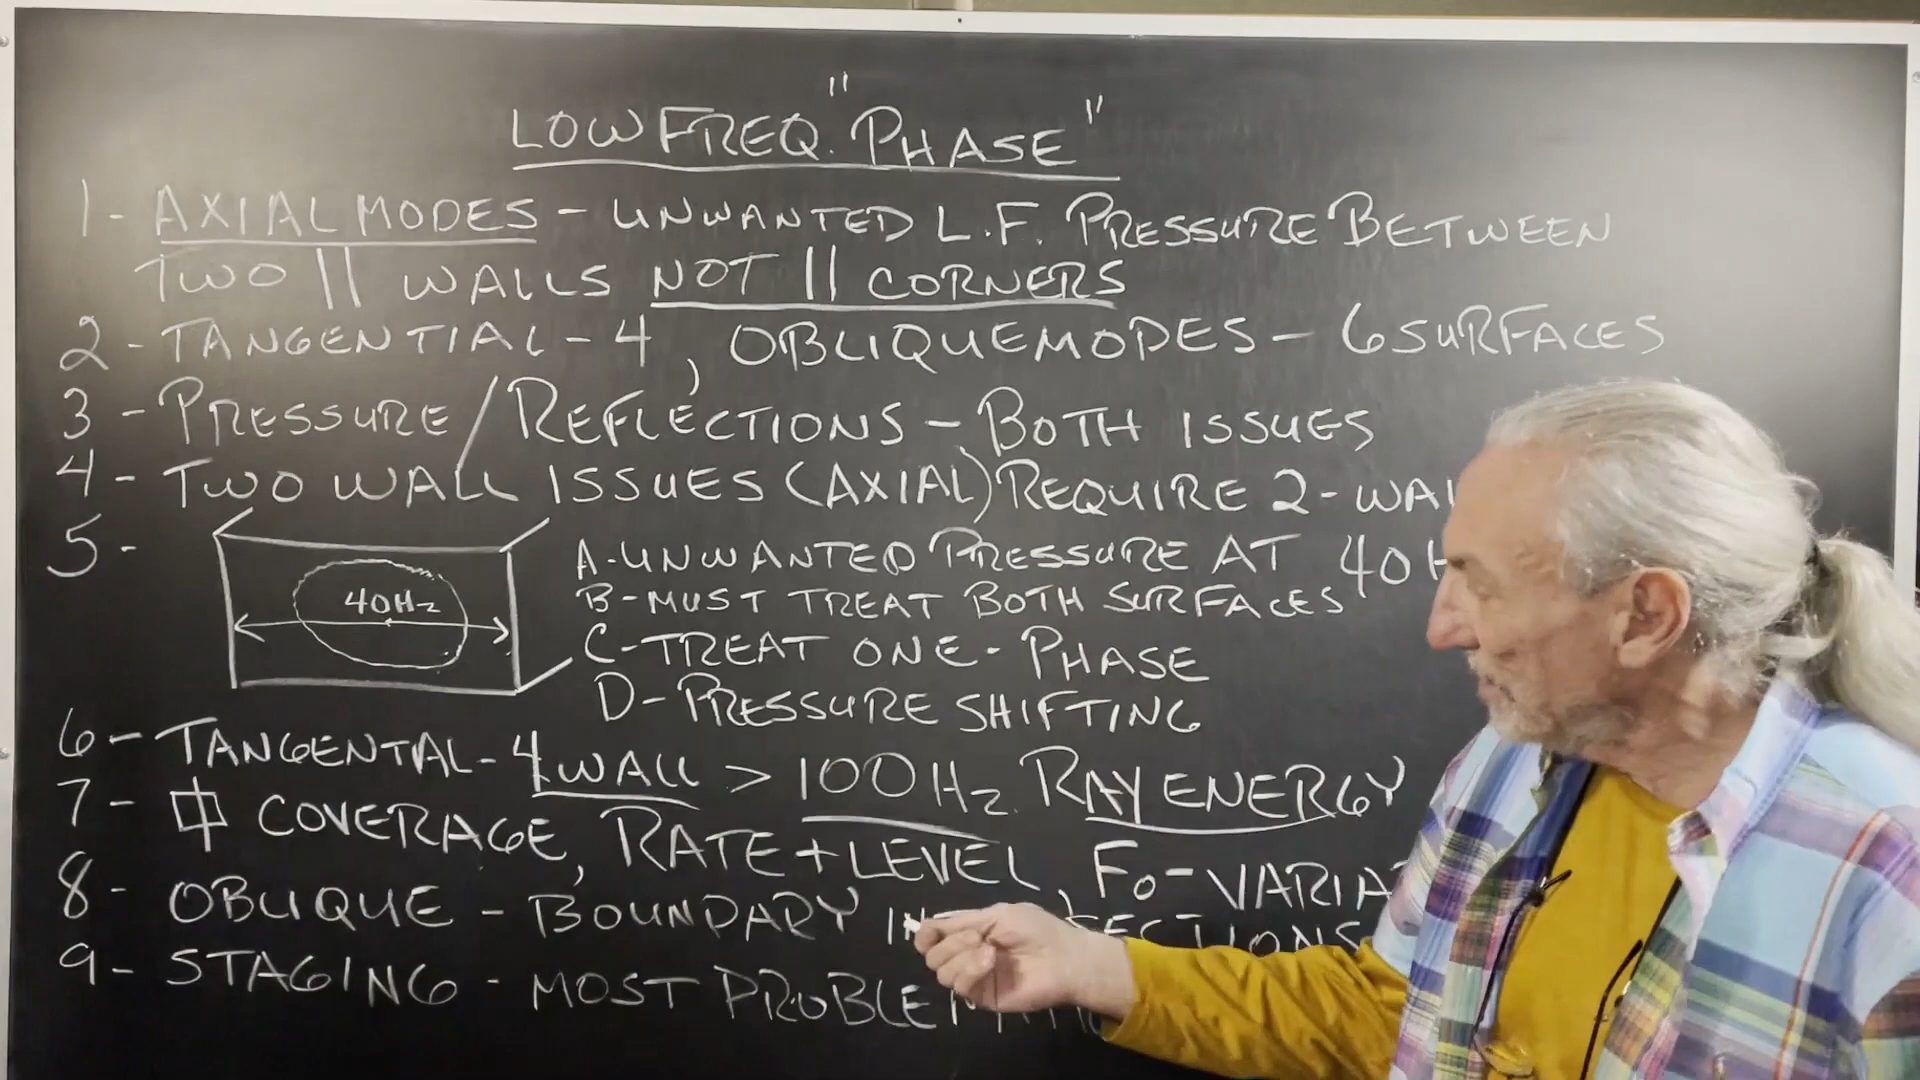 LOW FREQ. "PHASE"
1 - AXIAL MODES - UNWANTED L.F. PRESSURE BETWEEN
TWO || WALLS NOT || CORNERS
2 - TANGENTIAL - 4, OBLIQUE MODES - 6 SURFACES
3 - PRESSURE / REFLECTIONS - BOTH ISSUES
4 - TWO WALL ISSUES (AXIAL) REQUIRE 2 -
5 -
40Hz
A - UNWANTED PRESSURE AT 40
B - MUST TREAT BOTH SURFACES
C - TREAT ONE - PHASE
D - PRESSURE SHIFTING
6 - TANGENTAL - 4 WALL > 100 Hz RAY ENERGY
7 - COVERAGE, RATE + LEVEL, Fo -
8 - OBLIQUE - BOUNDARY
9 - STAGING - MOST